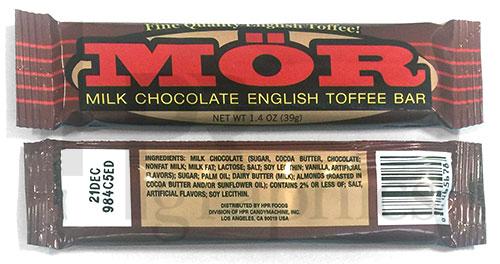 Fine Quality English Toffee!
MÖR
MILK CHOCOLATE ENGLISH TOFFEE BAR
NET WT 1.4 OZ (39g)
21DEC
984C5ED
INGREDIENTS: MILK CHOCOLATE (SUGAR, COCOA BUTTER, CHOCOLATE;
NONFAT MILK; MILK FAT; LACTOSE; SALT; SOY LECITHIN; VANILLA, ARTIFICIAL
FLAVORS); SUGAR; PALM OIL; DAIRY BUTTER (MILK); ALMONDS (ROASTED IN
COCOA BUTTER AND/OR SUNFLOWER OIL); CONTAINS 2% OR LESS OF: SALT,
ARTIFICIAL FLAVORS; SOY LECITHIN.
DISTRIBUTED BY HPR FOODS
DIVISION OF HPR CANDYMACHINE, INC.
LOS ANGELES, CA 90019 USA